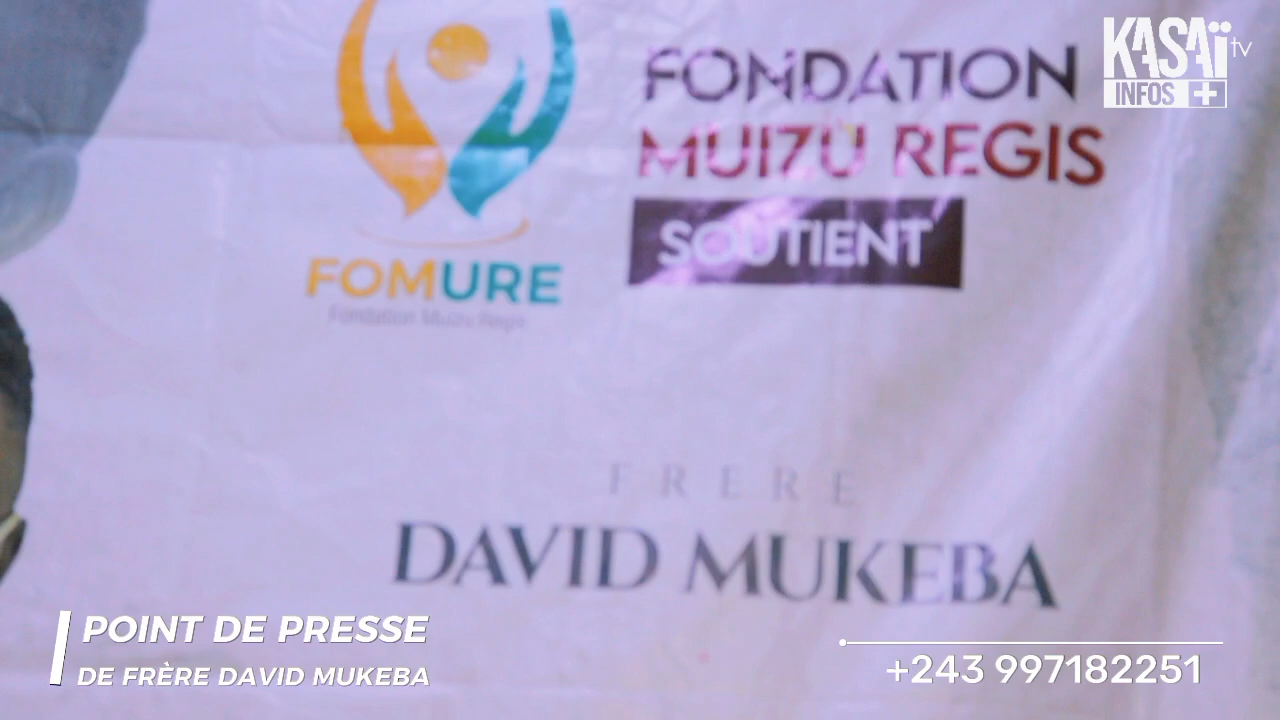 KASAÏ tv
INFOS +
FONDATION
MUIZU REGIS
SOUTIENT
FOMURE
Fondation Muizu Regis
FRERE
DAVID MUKEBA
POINT DE PRESSE
DE FRÈRE DAVID MUKEBA
+243 997182251